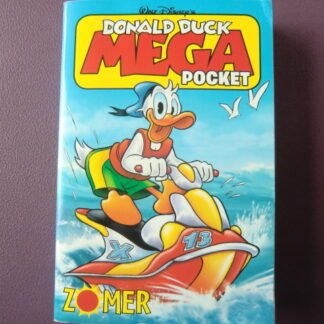 Walt Disney's
DONALD DUCK
MEGA
POCKET
X 13
ZOMER